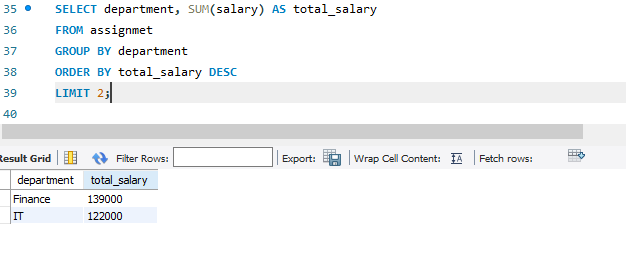 35 SELECT department, SUM(salary) AS total_salary
36 FROM assignmet
37 GROUP BY department
38 ORDER BY total_salary DESC
39 LIMIT 2;
40
Result Grid Filter Rows: Export: Wrap Cell Content: Fetch rows:
department total_salary
Finance 139000
IT 122000